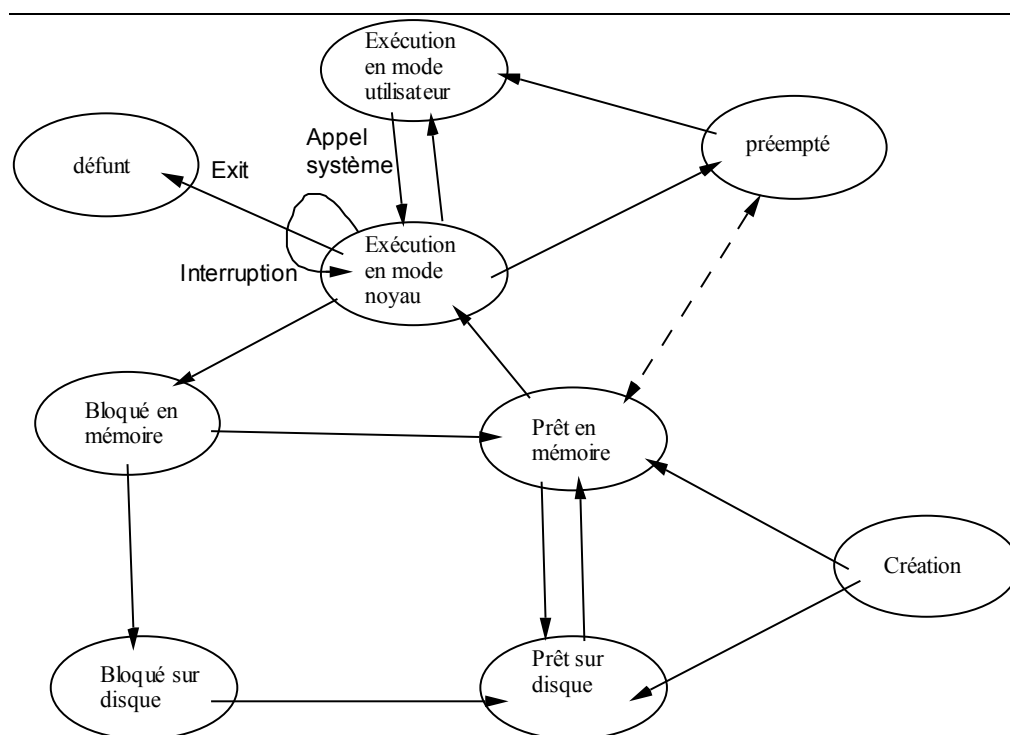 Exécution
en mode
utilisateur
Appel
système
préempté
défunt
Exit
Exécution
en mode
noyau
Interruption
Bloqué en
mémoire
Prêt en
mémoire
Création
Bloqué sur
disque
Prêt sur
disque